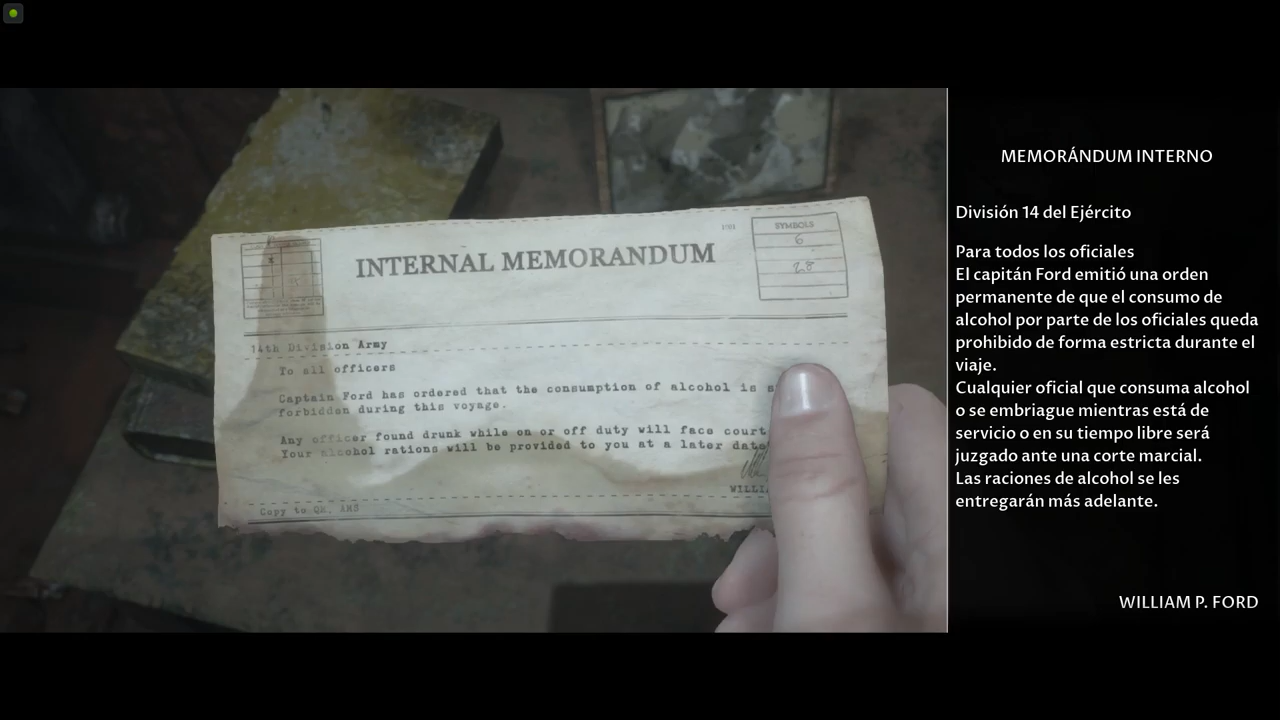 INTERNAL MEMORANDUM
SYMBOLS
6
28
14th Division Army
To all officers
Captain Ford has ordered that the consumption of alcohol is
forbidden during this voyage.
Any officer found drunk while on or off duty will face court
Your alcohol rations will be provided to you at a later date
Copy to QM, AMS
MEMORÁNDUM INTERNO
División 14 del Ejército
Para todos los oficiales
El capitán Ford emitió una orden
permanente de que el consumo de
alcohol por parte de los oficiales queda
prohibido de forma estricta durante el
viaje.
Cualquier oficial que consuma alcohol
o se embriague mientras está de
servicio o en su tiempo libre será
juzgado ante una corte marcial.
Las raciones de alcohol se les
entregarán más adelante.
WILLIAM P. FORD